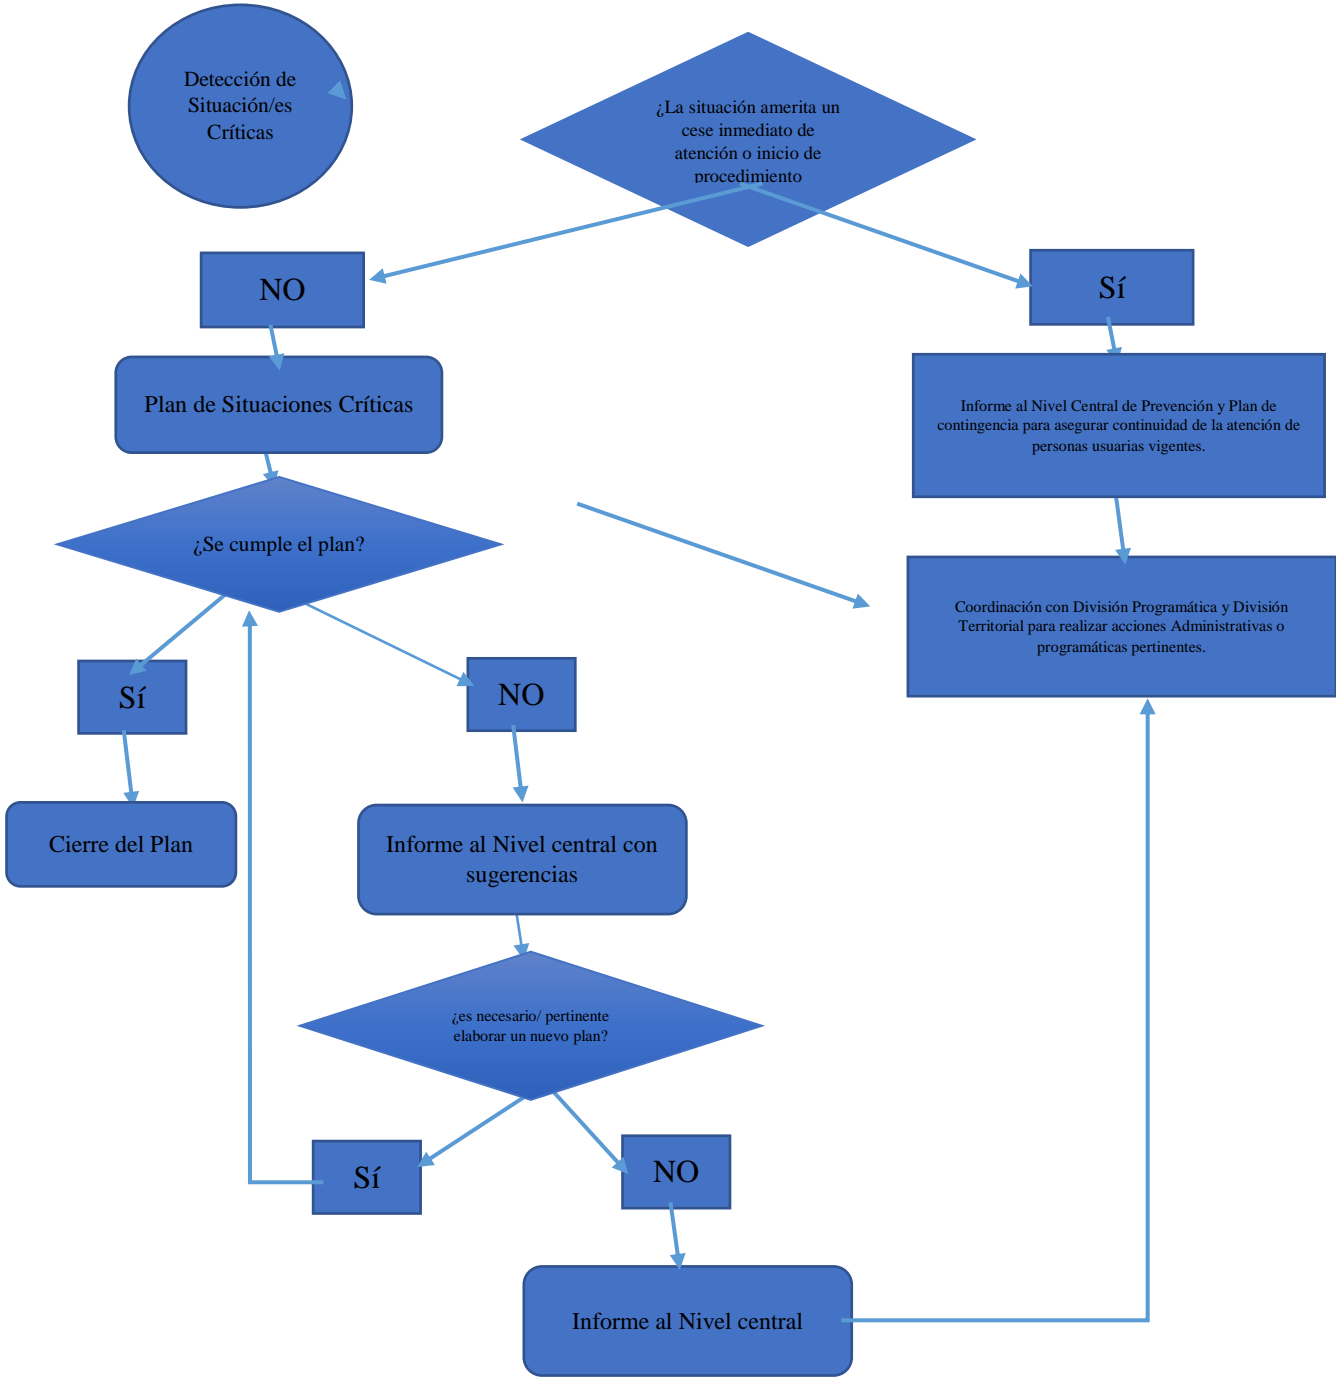 Detección de
Situación/es
Críticas
¿La situación amerita un
cese inmediato de
atención o inicio de
procedimiento
NO
Sí
Plan de Situaciones Críticas
Informe al Nivel Central de Prevención y Plan de
contingencia para asegurar continuidad de la atención de
personas usuarias vigentes.
¿Se cumple el plan?
Coordinación con División Programática y División
Territorial para realizar acciones Administrativas o
programáticas pertinentes.
Sí
NO
Cierre del Plan
Informe al Nivel central con
sugerencias
¿es necesario/ pertinente
elaborar un nuevo plan?
Sí
NO
Informe al Nivel central